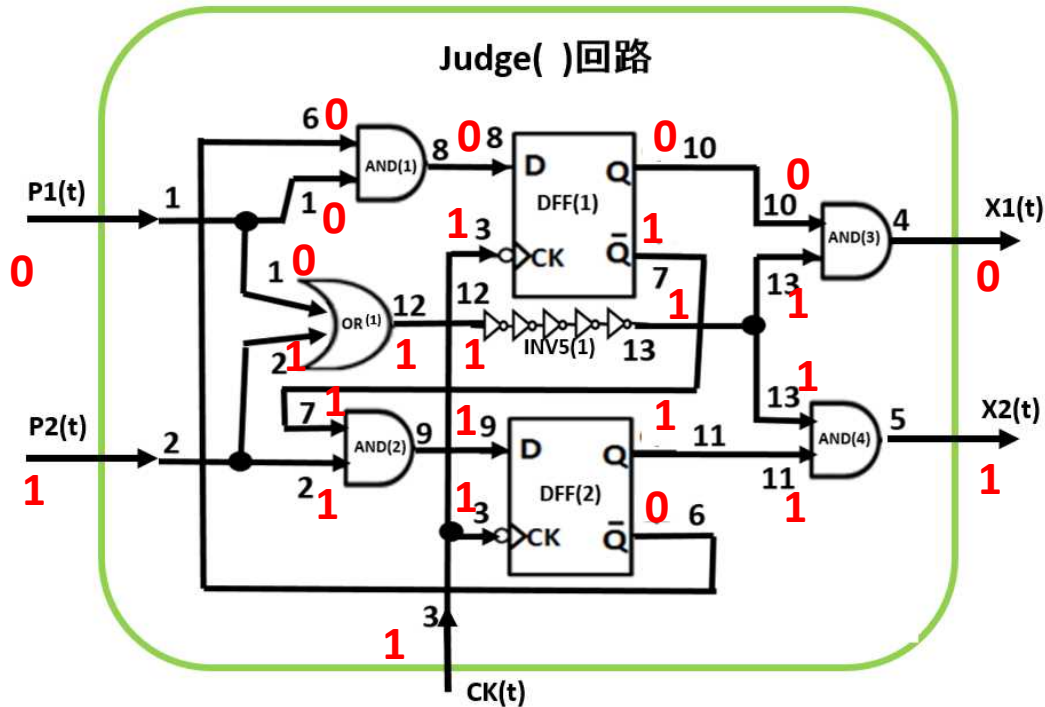 Judge( )回路
6 0
AND(1)
8 0 8
D
Q
0 10
0
P1(t)
1
1
0
DFF(1)
10
AND(3)
4
X1(t)
0
1 3
CK
Q̄
1
7
13
1
0
1 0
OR(1)
12
1
12
1
INV5(1)
1
13
2 1
1
7
AND(2)
9 1 9
D
Q
1
11
1
13
AND(4)
5
X2(t)
1
P2(t)
2
1
2
1
DFF(2)
11
1
1
3
CK
Q̄
0 6
3
1
CK(t)